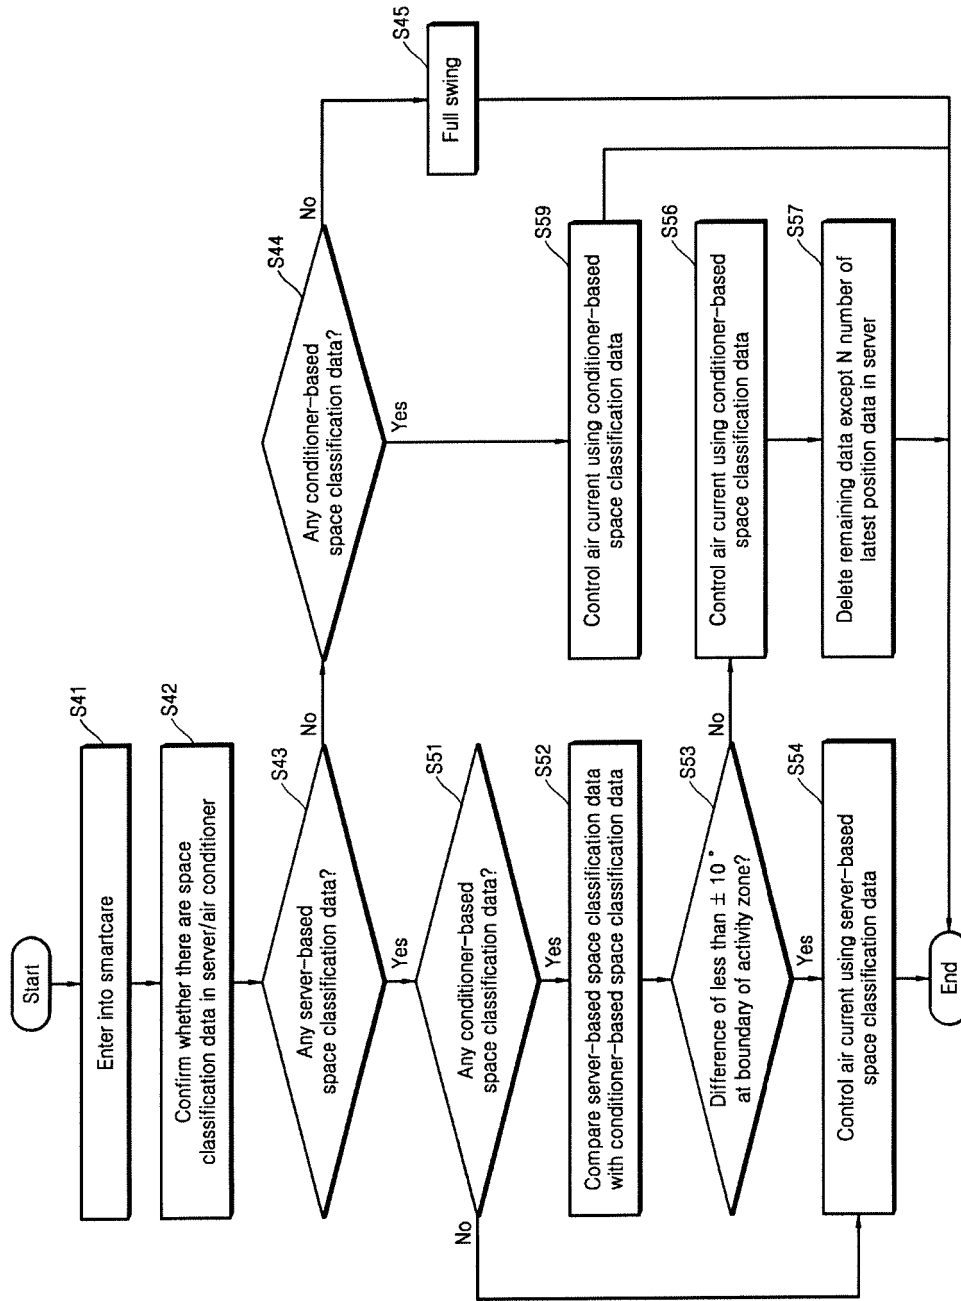 Start
S41
Enter into smartcare
S42
Confirm whether there are space
classification data in server/air conditioner
S43
Any server-based
space classification data?
No
Yes
S44
Any conditioner-based
space classification data?
No
Yes
S45
Full swing
S51
Any conditioner-based
space classification data?
No
Yes
S52
Compare server-based space classification data
with conditioner-based space classification data
S59
Control air current using conditioner-based
space classification data
S53
Difference of less than ± 10 °
at boundary of activity zone?
No
Yes
S56
Control air current using conditioner-based
space classification data
S54
Control air current using server-based
space classification data
S57
Delete remaining data except N number of
latest position data in server
End